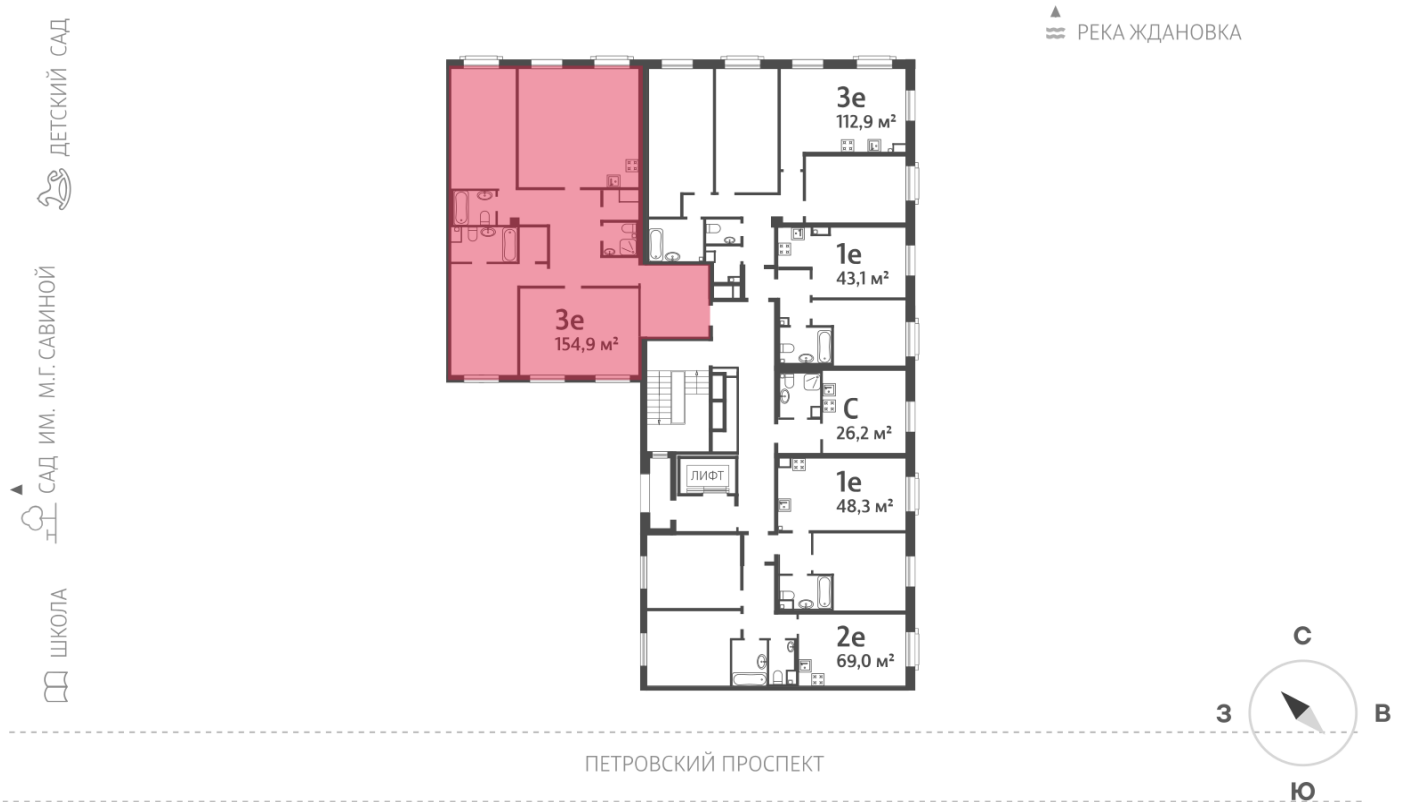 РЕКА ЖДАНОВКА
ДЕТСКИЙ САД
САД ИМ. М.Г. САВИНОЙ
ШКОЛА
3е
112,9 м²
1е
43,1 м²
3е
154,9 м²
С
26,2 м²
ЛИФТ
1е
48,3 м²
2е
69,0 м²
С
З
В
Ю
ПЕТРОВСКИЙ ПРОСПЕКТ